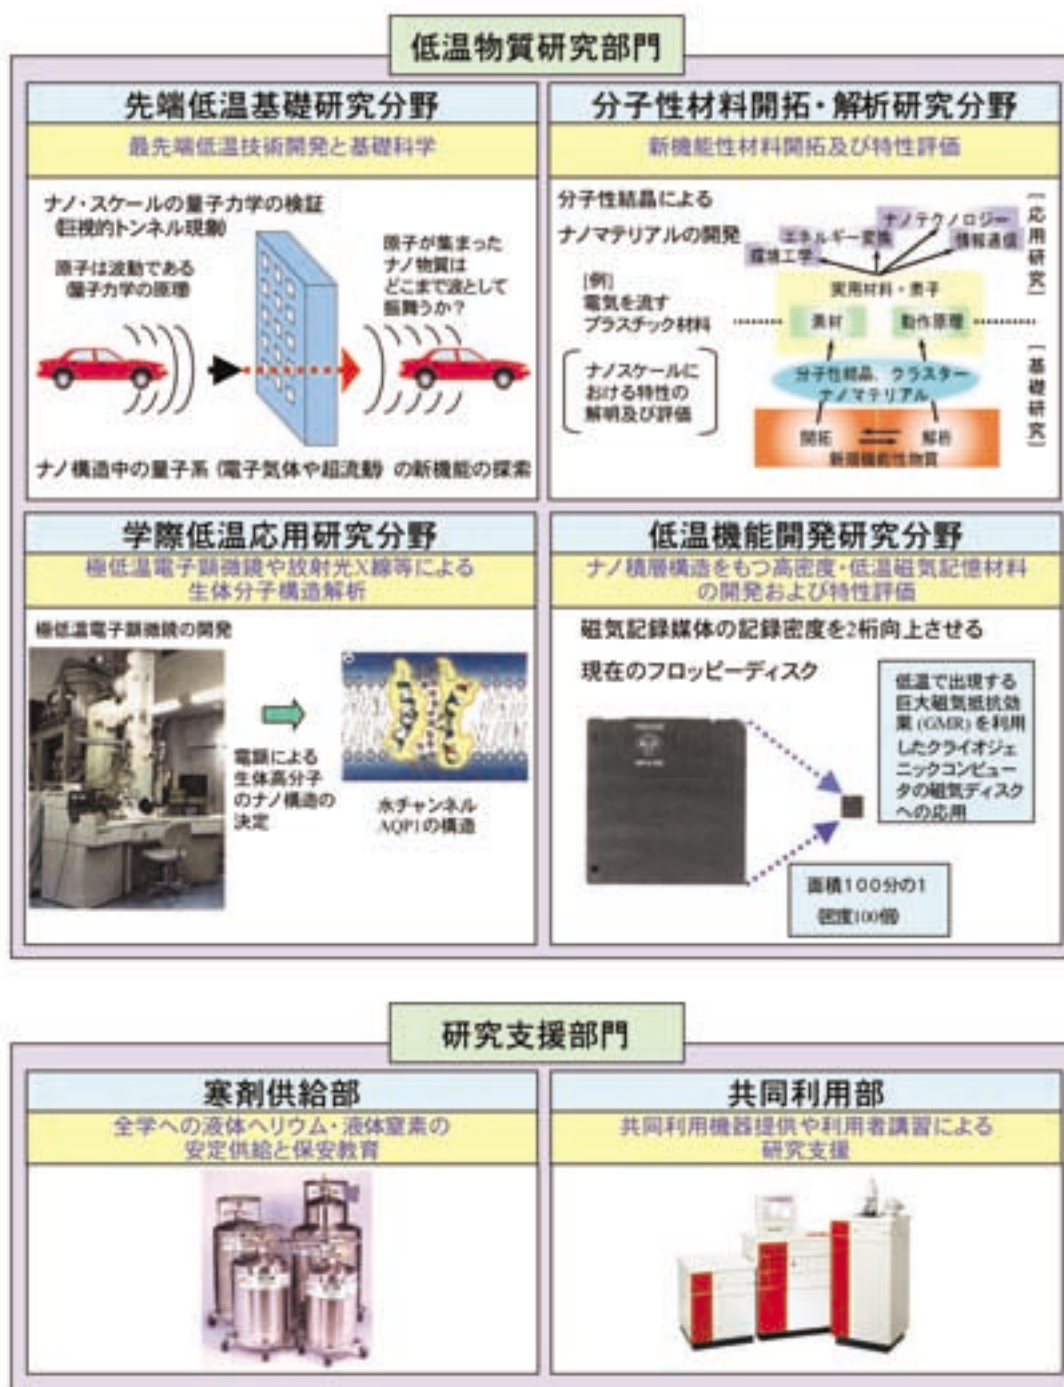 低温物質研究部門
先端低温基礎研究分野
最先端低温技術開発と基礎科学
ナノ・スケールの量子力学の検証
(巨視的トンネル現象)
原子は波動である
(量子力学の原理)
原子が集まった
ナノ物質は
どこまで波として
振舞うか？
ナノ構造中の量子系 (電子気体や超流動) の新機能の探索
分子性材料開拓・解析研究分野
新機能性材料開拓及び特性評価
分子性結晶による
ナノマテリアルの開発
[例]
電気を流す
プラスチック材料
ナノスケールに
おける特性の
解明及び評価
ナノテクノロジー
エネルギー変換
情報通信
環境工学
[応用研究]
実用材料・素子
素材
動作原理
分子性結晶、クラスター
ナノマテリアル
[基礎研究]
開拓
解析
新規機能性物質
学際低温応用研究分野
極低温電子顕微鏡や放射光X線等による
生体分子構造解析
極低温電子顕微鏡の開発
電顕による
生体高分子
のナノ構造の
決定
水チャンネル
AQP1の構造
低温機能開発研究分野
ナノ積層構造をもつ高密度・低温磁気記憶材料
の開発および特性評価
磁気記録媒体の記録密度を2桁向上させる
現在のフロッピーディスク
低温で出現する
巨大磁気抵抗効
果 (GMR) を利用
したクライオジェ
ニックコンピュー
タの磁気ディスク
への応用
面積１００分の１
(密度100個)
研究支援部門
寒剤供給部
全学への液体ヘリウム・液体窒素の
安定供給と保安教育
共同利用部
共同利用機器提供や利用者講習による
研究支援